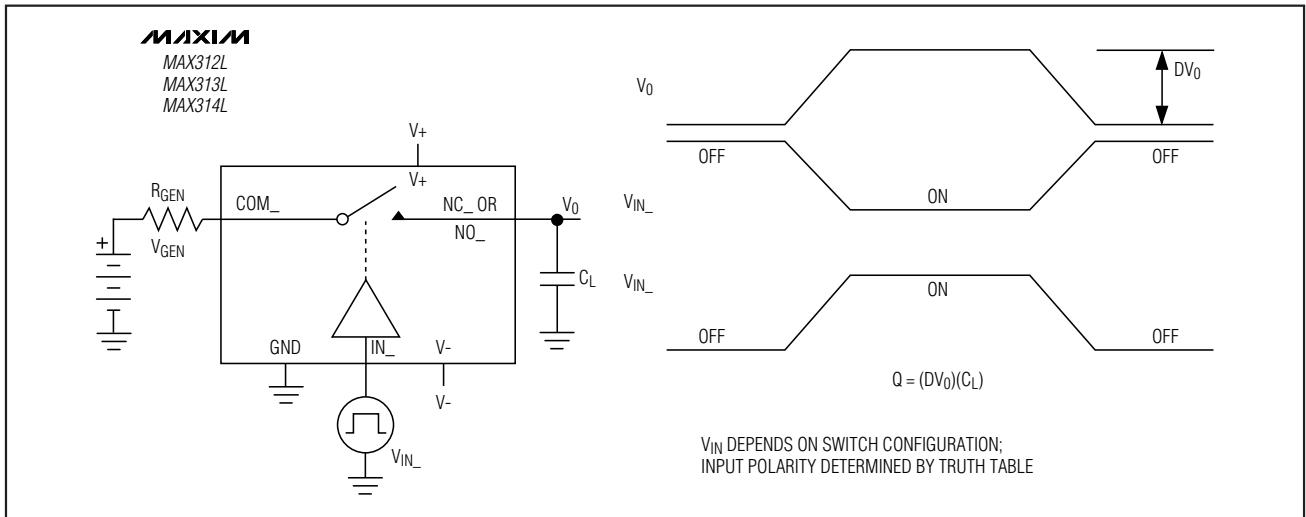 MAXIM
MAX312L
MAX313L
MAX314L
V+
V+
RGEN
VGEN
+
COM_
NC_ OR
NO_
V0
CL
GND
IN_
V-
V-
VIN_
V0
DV0
OFF
OFF
VIN_
ON
VIN_
ON
OFF
OFF
Q = (DV0)(CL)
VIN DEPENDS ON SWITCH CONFIGURATION;
INPUT POLARITY DETERMINED BY TRUTH TABLE